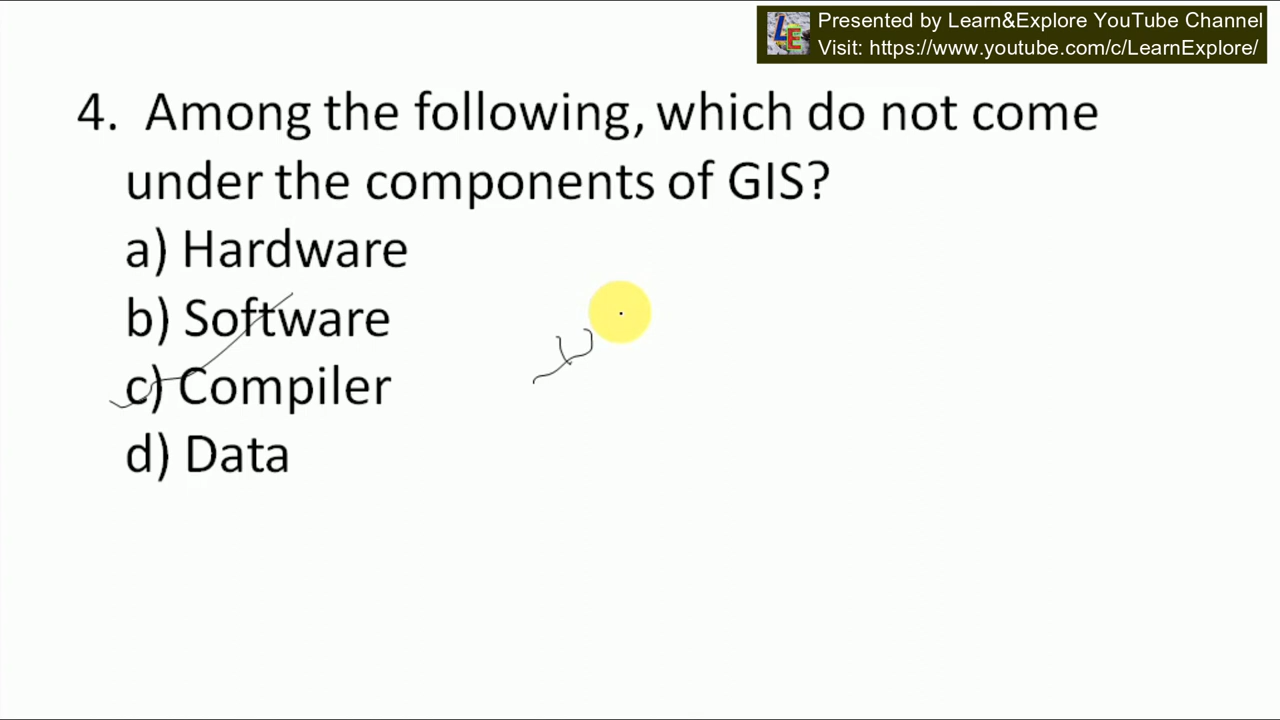 Presented by Learn&Explore YouTube Channel
Visit: https://www.youtube.com/c/LearnExplore/
LE
4. Among the following, which do not come
under the components of GIS?
a) Hardware
b) Software
c) Compiler
d) Data